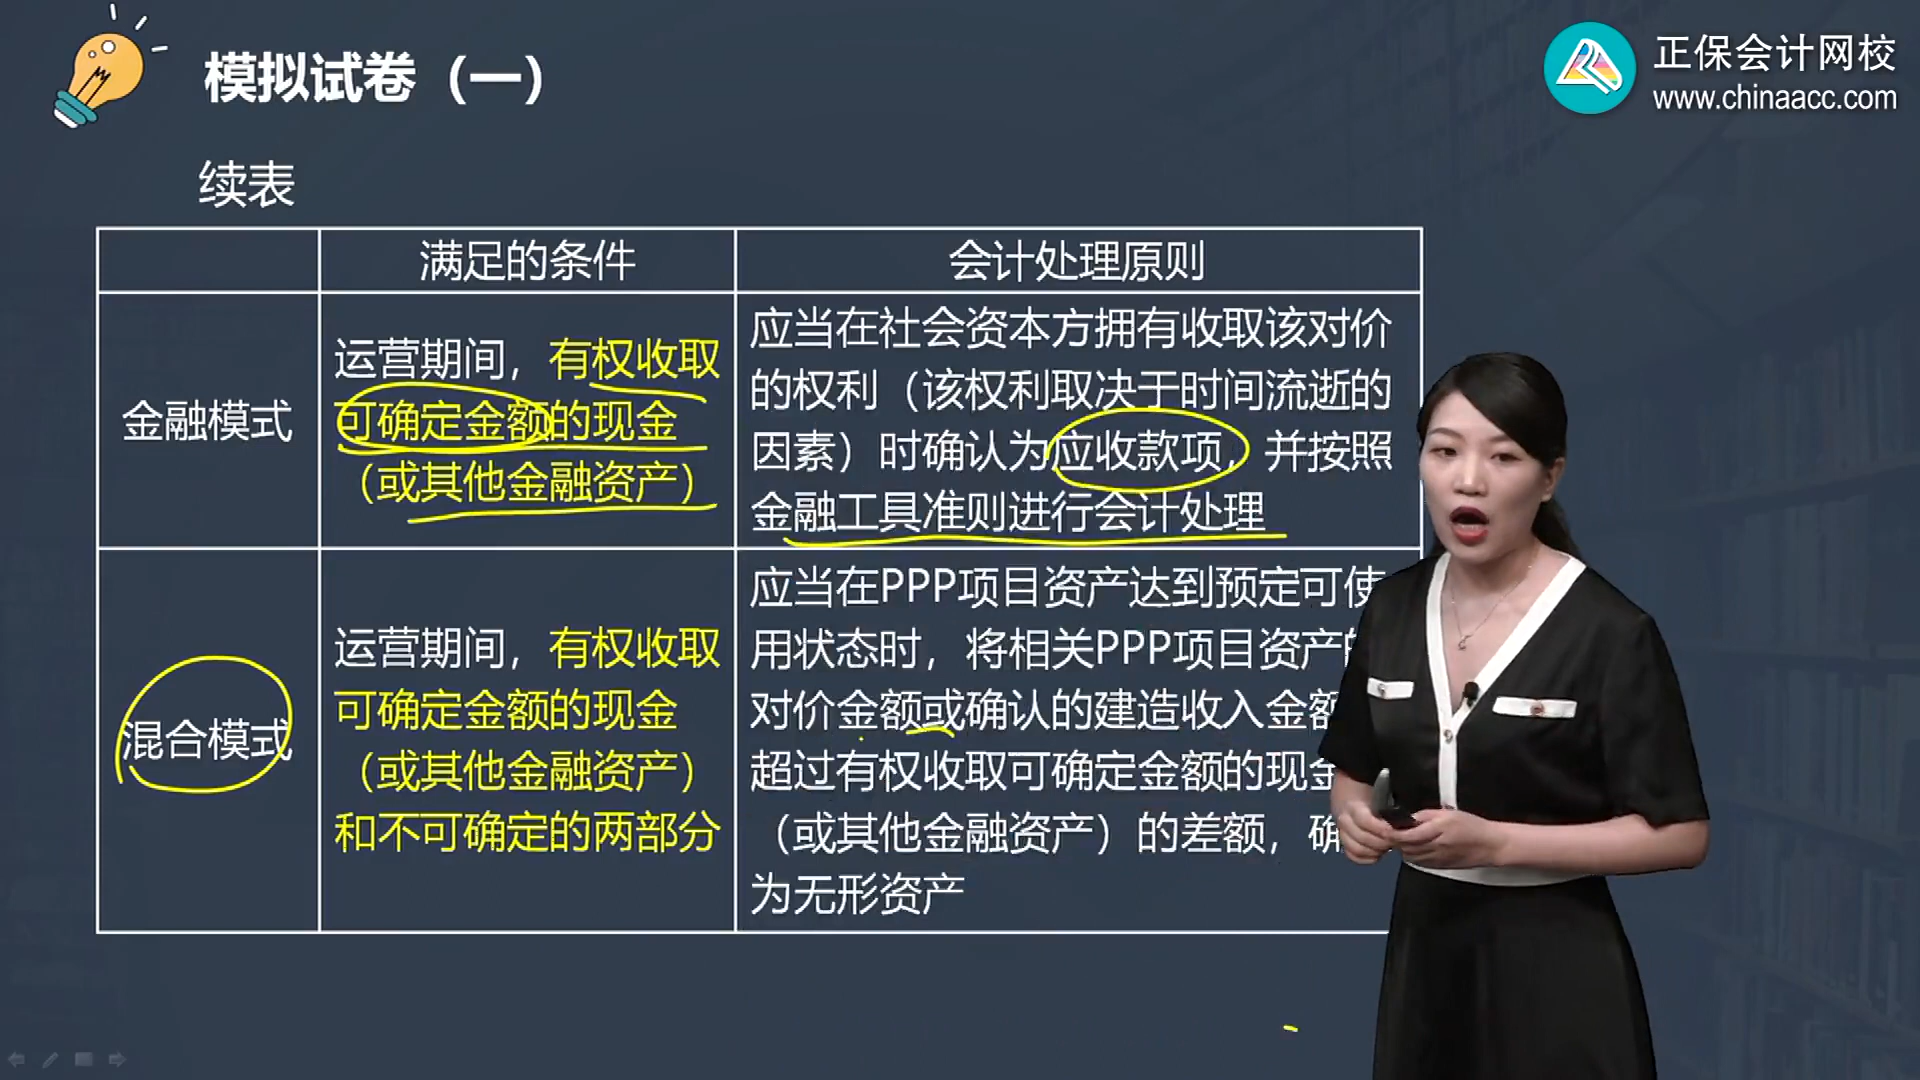 模拟试卷（一）
正保会计网校
www.chinaacc.com
续表
满足的条件
会计处理原则
金融模式
运营期间，有权收取
可确定金额的现金
（或其他金融资产）
应当在社会资本方拥有收取该对价
的权利（该权利取决于时间流逝的
因素）时确认为应收款项，并按照
金融工具准则进行会计处理
混合模式
运营期间，有权收取
可确定金额的现金
（或其他金融资产）
和不可确定的两部分
应当在PPP项目资产达到预定可使
用状态时，将相关PPP项目资产的
对价金额或确认的建造收入金额
超过有权收取可确定金额的现金
（或其他金融资产）的差额，确
为无形资产